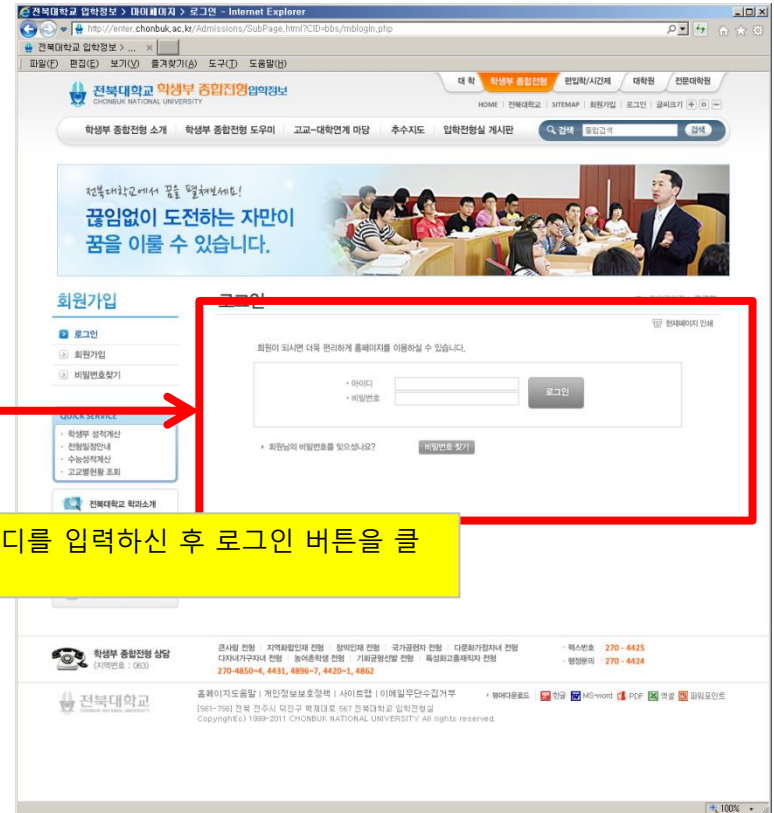 전북대학교 입학정보 > 마이페이지 > 로그인 - Internet Explorer
http://enter.chonbuk.ac.kr/Admissions/SubPage.html?CID=bbs/mblogin.php
전북대학교 입학정보 > ...
파일(F) 편집(E) 보기(V) 즐겨찾기(A) 도구(T) 도움말(H)
대 학 학생부 종합전형 편입학/시간제 대학원 전문대학원
전북대학교 학생부 종합전형입학정보
CHONBUK NATIONAL UNIVERSITY
HOME 전북대학교 SITEMAP 회원가입 로그인 글씨크기
학생부 종합전형 소개 학생부 종합전형 도우미 고교-대학연계 마당 추수지도 입학전형실 게시판 검색 통합검색 검색
전북대학교에서 꿈을 펼쳐보세요!
끊임없이 도전하는 자만이
꿈을 이룰 수 있습니다.
회원가입
로그인
현재페이지 인쇄
로그인
회원가입
비밀번호찾기
회원이 되시면 더욱 편리하게 홈페이지를 이용하실 수 있습니다.
· 아이디
· 비밀번호
로그인
회원님의 비밀번호를 잊으셨나요? 비밀번호 찾기
QUICK SERVICE
· 학생부 성적계산
· 전형일정안내
· 수능성적계산
· 고교별현황 조회
전북대학교 학과소개
디를 입력하신 후 로그인 버튼을 클
학생부 종합전형 상담
(지역번호 : 063)
큰사람 전형 지역화합인재 전형 창의인재 전형 국가공헌자 전형 다문화가정자녀 전형
다자녀가구자녀 전형 농어촌학생 전형 기회균형선발 전형 특성화고졸재직자 전형
270-4850~4, 4431, 4896~7, 4420~1, 4862
· 팩스번호 270 - 4425
· 행정문의 270 - 4424
전북대학교
홈페이지도움말 | 개인정보보호정책 | 사이트맵 | 이메일무단수집거부
뷰어다운로드 한글 MS-word PDF 엑셀 파워포인트
[561-756] 전북 전주시 덕진구 백제대로 567 전북대학교 입학전형실
Copyright(c) 1999-2011 CHONBUK NATIONAL UNIVERSITY All rights reserved.
100%